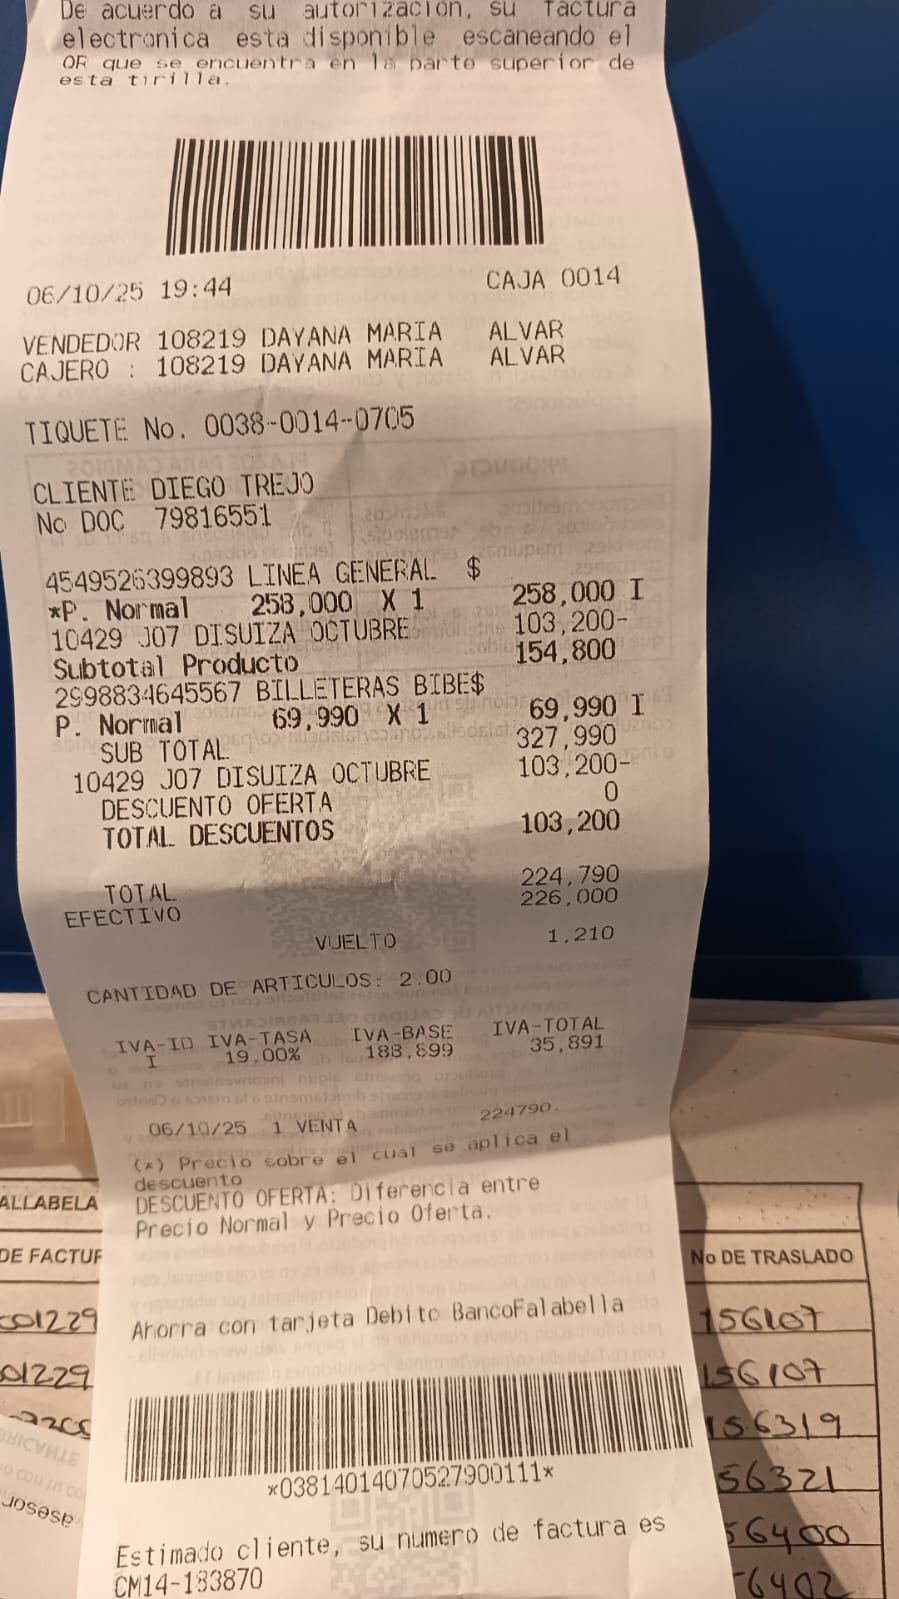 De acuerdo a su autorizacion, su factura
electronica esta disponible escaneando el
QR que se encuentra en la parte superior de
esta tirilla.
06/10/25 19:44 CAJA 0014
VENDEDOR 108219 DAYANA MARIA ALVAR
CAJERO : 108219 DAYANA MARIA ALVAR
TIQUETE No. 0038-0014-0705
CLIENTE DIEGO TREJO
No DOC 79816551
4549526399893 LINEA GENERAL $
*P. Normal 258,000 X 1 258,000 I
10429 J07 DISUIZA OCTUBRE 103,200-
Subtotal Producto 154,800
2998834645567 BILLETERAS BIBE$
P. Normal 69,990 X 1 69,990 I
SUB TOTAL 327,990
10429 J07 DISUIZA OCTUBRE 103,200-
DESCUENTO OFERTA 0
TOTAL DESCUENTOS 103,200
TOTAL 224,790
EFECTIVO 226,000
VUELTO 1,210
CANTIDAD DE ARTICULOS: 2.00
IVA-ID IVA-TASA IVA-BASE IVA-TOTAL
I 19,00% 188,899 35,891
06/10/25 1 VENTA 224790.
(*) Precio sobre el cual se aplica el
descuento
DESCUENTO OFERTA: Diferencia entre
Precio Normal y Precio Oferta.
Ahorra con tarjeta Debito BancoFalabella
*03814014070527900111*
Estimado cliente, su numero de factura es
CM14-183870
ALLABELA
DE FACTUR No DE TRASLADO
001229 156107
01229 156107
156319
56321
56400
6402
asesor